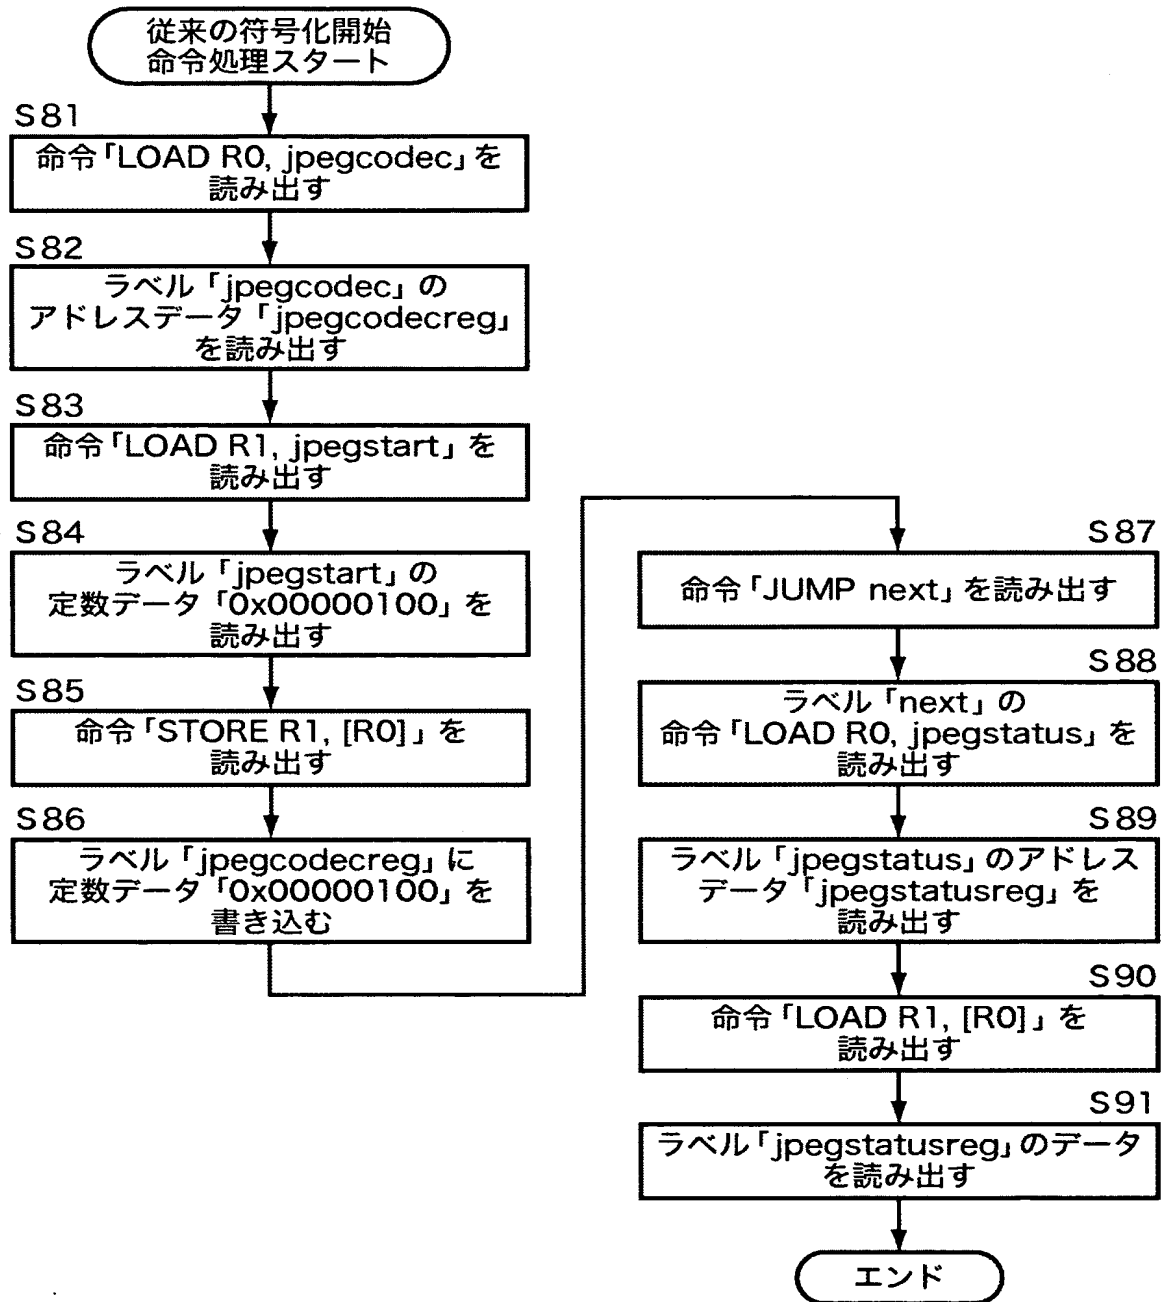 従来の符号化開始
命令処理スタート
S81
命令「LOAD R0, jpegcodec」を
読み出す
S82
ラベル「jpegcodec」の
アドレスデータ「jpegcodecreg」
を読み出す
S83
命令「LOAD R1, jpegstart」を
読み出す
S84
ラベル「jpegstart」の
定数データ「0x00000100」を
読み出す
S85
命令「STORE R1, [R0]」を
読み出す
S86
ラベル「jpegcodecreg」に
定数データ「0x00000100」を
書き込む
S87
命令「JUMP next」を読み出す
S88
ラベル「next」の
命令「LOAD R0, jpegstatus」を
読み出す
S89
ラベル「jpegstatus」のアドレス
データ「jpegstatusreg」を
読み出す
S90
命令「LOAD R1, [R0]」を
読み出す
S91
ラベル「jpegstatusreg」のデータ
を読み出す
エンド